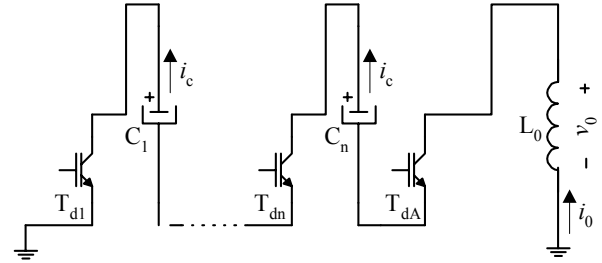 i_c
i_c
+
+
+
C_1
C_n
L_0
v_0
–
T_d1
T_dn
T_dA
i_0